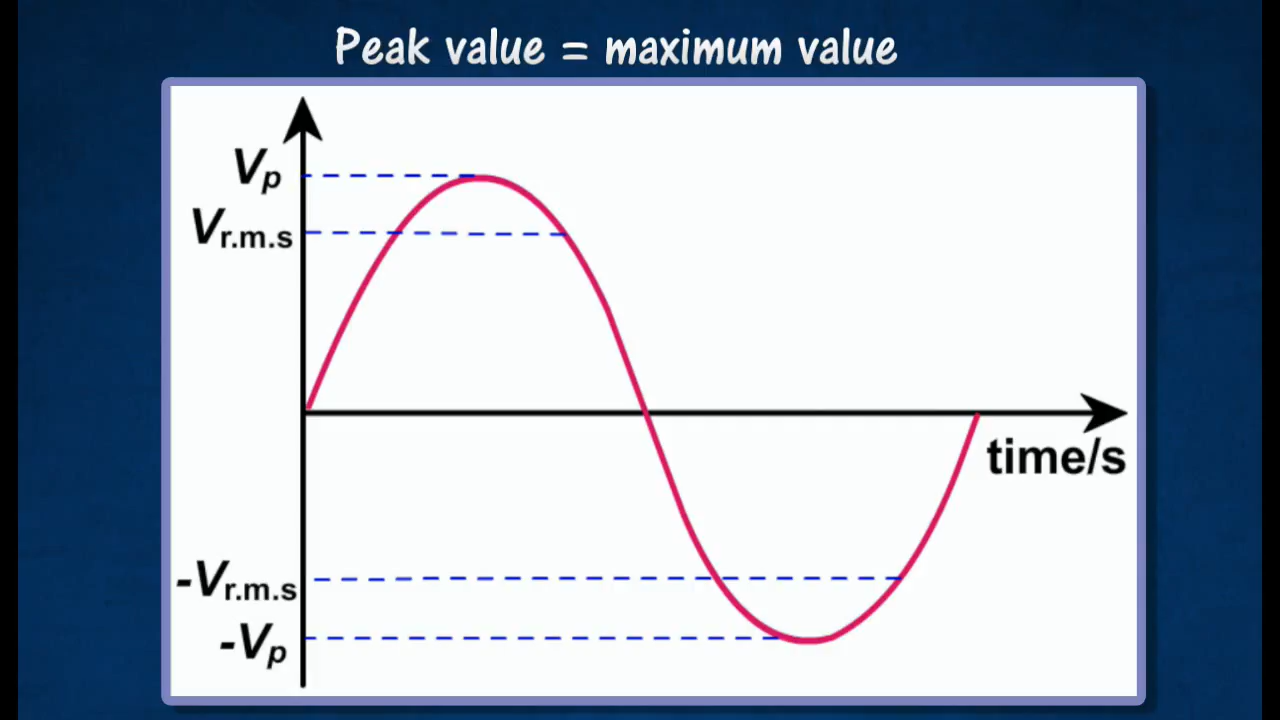 Peak value = maximum value
Vp
Vr.m.s
time/s
-Vr.m.s
-Vp